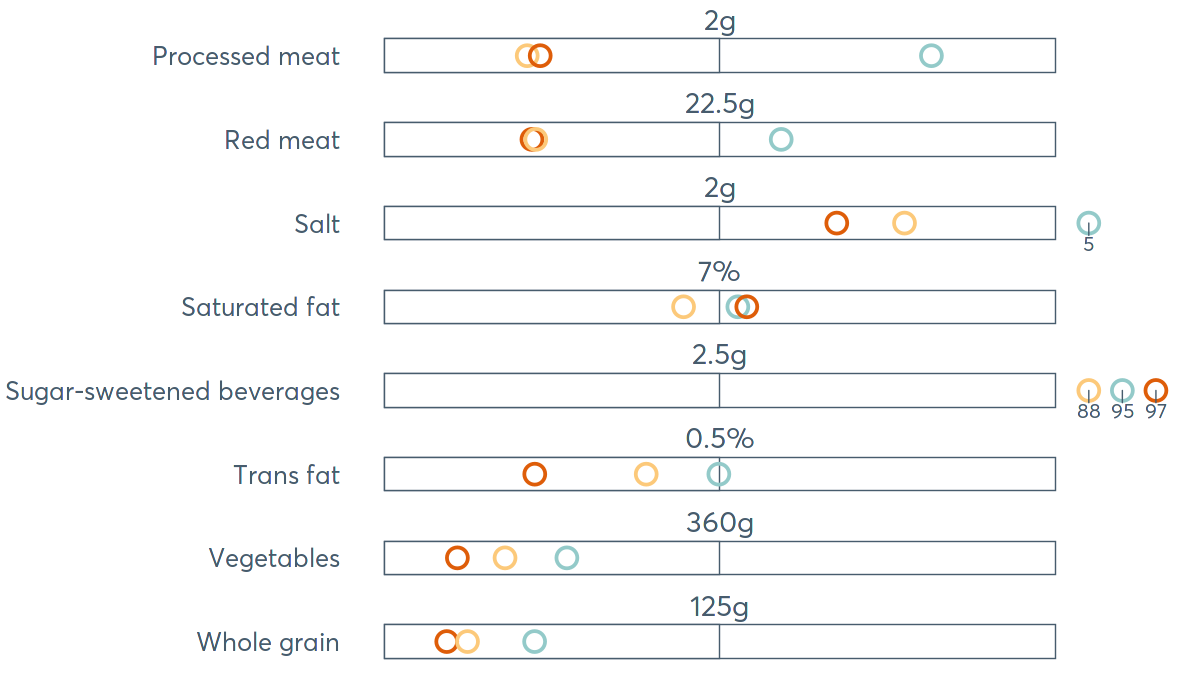 2g
Processed meat
22.5g
Red meat
2g
Salt
5
7%
Saturated fat
2.5g
Sugar-sweetened beverages
88 95 97
0.5%
Trans fat
360g
Vegetables
125g
Whole grain